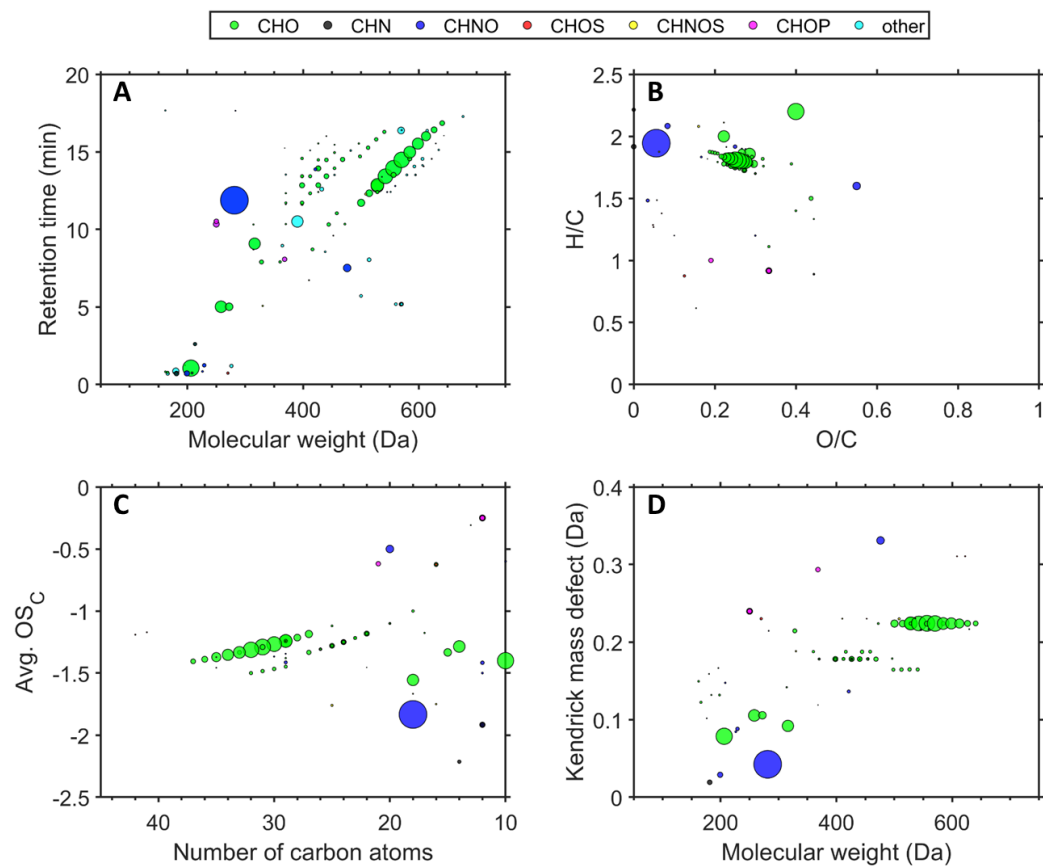 CHO CHN CHNO CHOS CHNOS CHOP other
A
20
15
10
5
0
Retention time (min)
200 400 600
Molecular weight (Da)
B
2.5
2
1.5
1
0.5
0
H/C
0 0.2 0.4 0.6 0.8 1
O/C
C
0
-0.5
-1
-1.5
-2
-2.5
Avg. OSC
40 30 20 10
Number of carbon atoms
D
0.4
0.3
0.2
0.1
0
Kendrick mass defect (Da)
200 400 600
Molecular weight (Da)